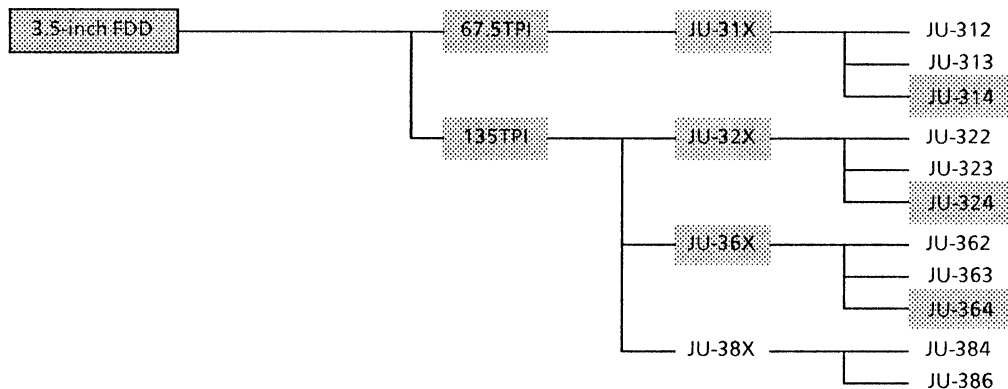 3.5-inch FDD 67.5TPI JU-31X JU-312
JU-313
JU-314
135TPI JU-32X JU-322
JU-323
JU-324
JU-36X JU-362
JU-363
JU-364
JU-38X JU-384
JU-386